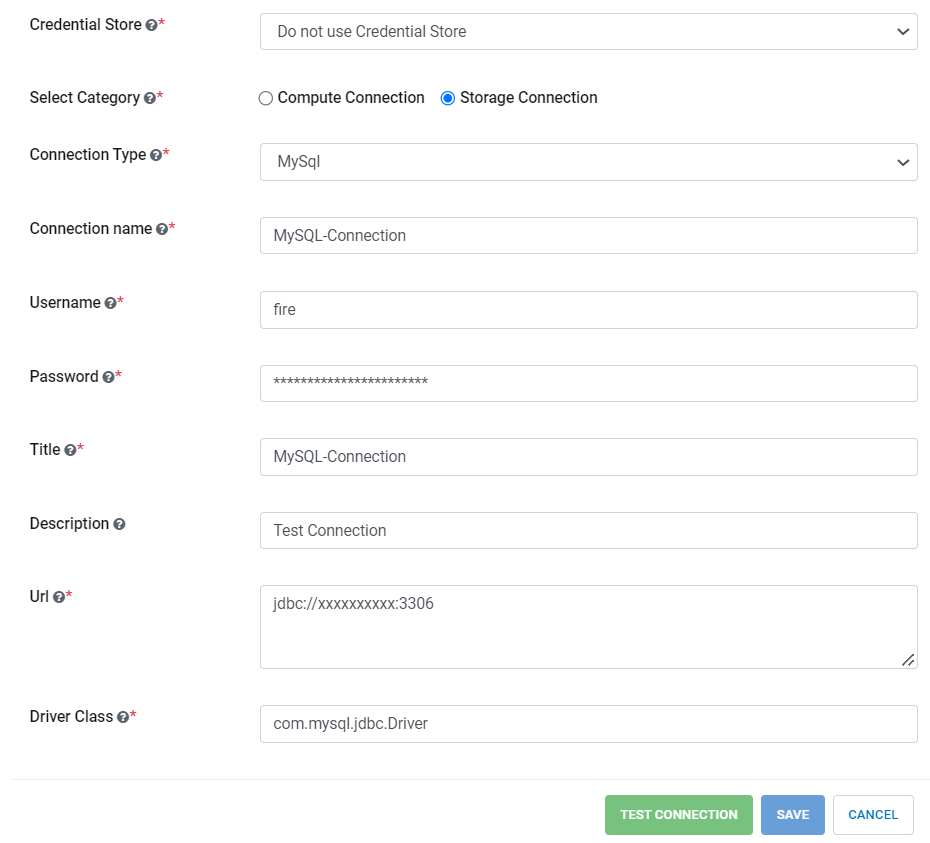 Credential Store ?* Do not use Credential Store
Select Category ?* Compute Connection Storage Connection
Connection Type ?* MySql
Connection name ?* MySQL-Connection
Username ?* fire
Password ?* ***********************
Title ?* MySQL-Connection
Description ? Test Connection
Url ?* jdbc://xxxxxxxxxx:3306
Driver Class ?* com.mysql.jdbc.Driver
TEST CONNECTION SAVE CANCEL